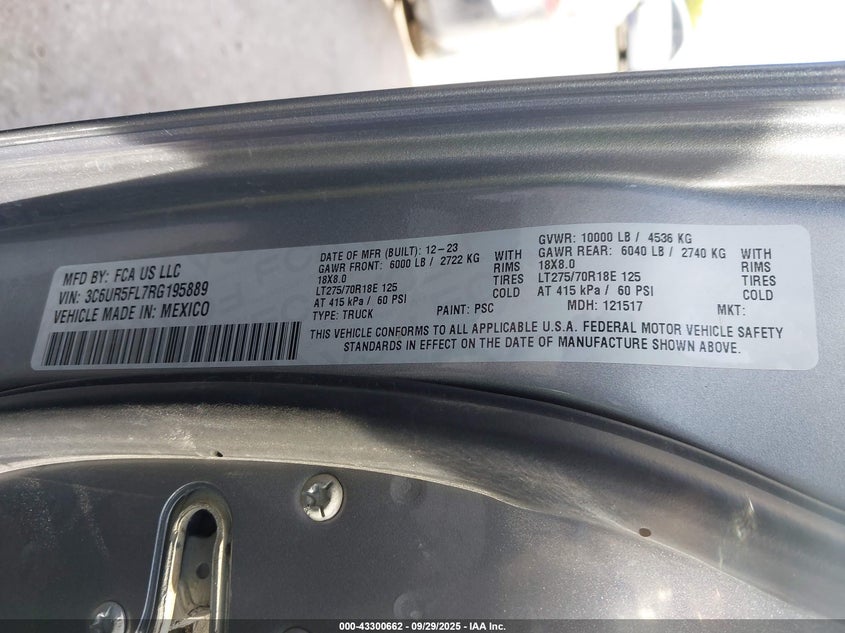 MFD BY: FCA US LLC
VIN: 3C6UR5FL7RG195889
VEHICLE MADE IN: MEXICO
DATE OF MFR (BUILT): 12-23
GAWR FRONT: 6000 LB / 2722 KG WITH
18X8.0 RIMS
LT275/70R18E 125 TIRES
AT 415 kPa / 60 PSI COLD
TYPE: TRUCK PAINT: PSC
GVWR: 10000 LB / 4536 KG
GAWR REAR: 6040 LB / 2740 KG WITH
18X8.0 RIMS
LT275/70R18E 125 TIRES
AT 415 kPa / 60 PSI COLD
MDH: 121517 MKT:
THIS VEHICLE CONFORMS TO ALL APPLICABLE U.S.A. FEDERAL MOTOR VEHICLE SAFETY
STANDARDS IN EFFECT ON THE DATE OF MANUFACTURE SHOWN ABOVE.
000-43300662 - 09/29/2025 - IAA Inc.